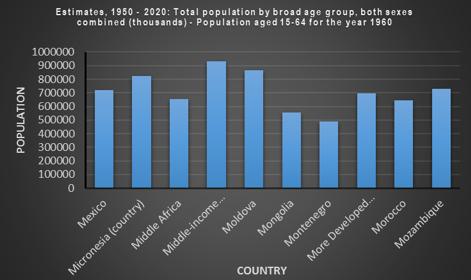 Estimates, 1950 - 2020: Total population by broad age group, both sexes
combined (thousands) - Population aged 15-64 for the year 1960
POPULATION
1000000
900000
800000
700000
600000
500000
400000
300000
200000
100000
0
Mexico
Micronesia (country)
Middle Africa
Middle-income...
Moldova
Mongolia
Montenegro
More Developed...
Morocco
Mozambique
COUNTRY